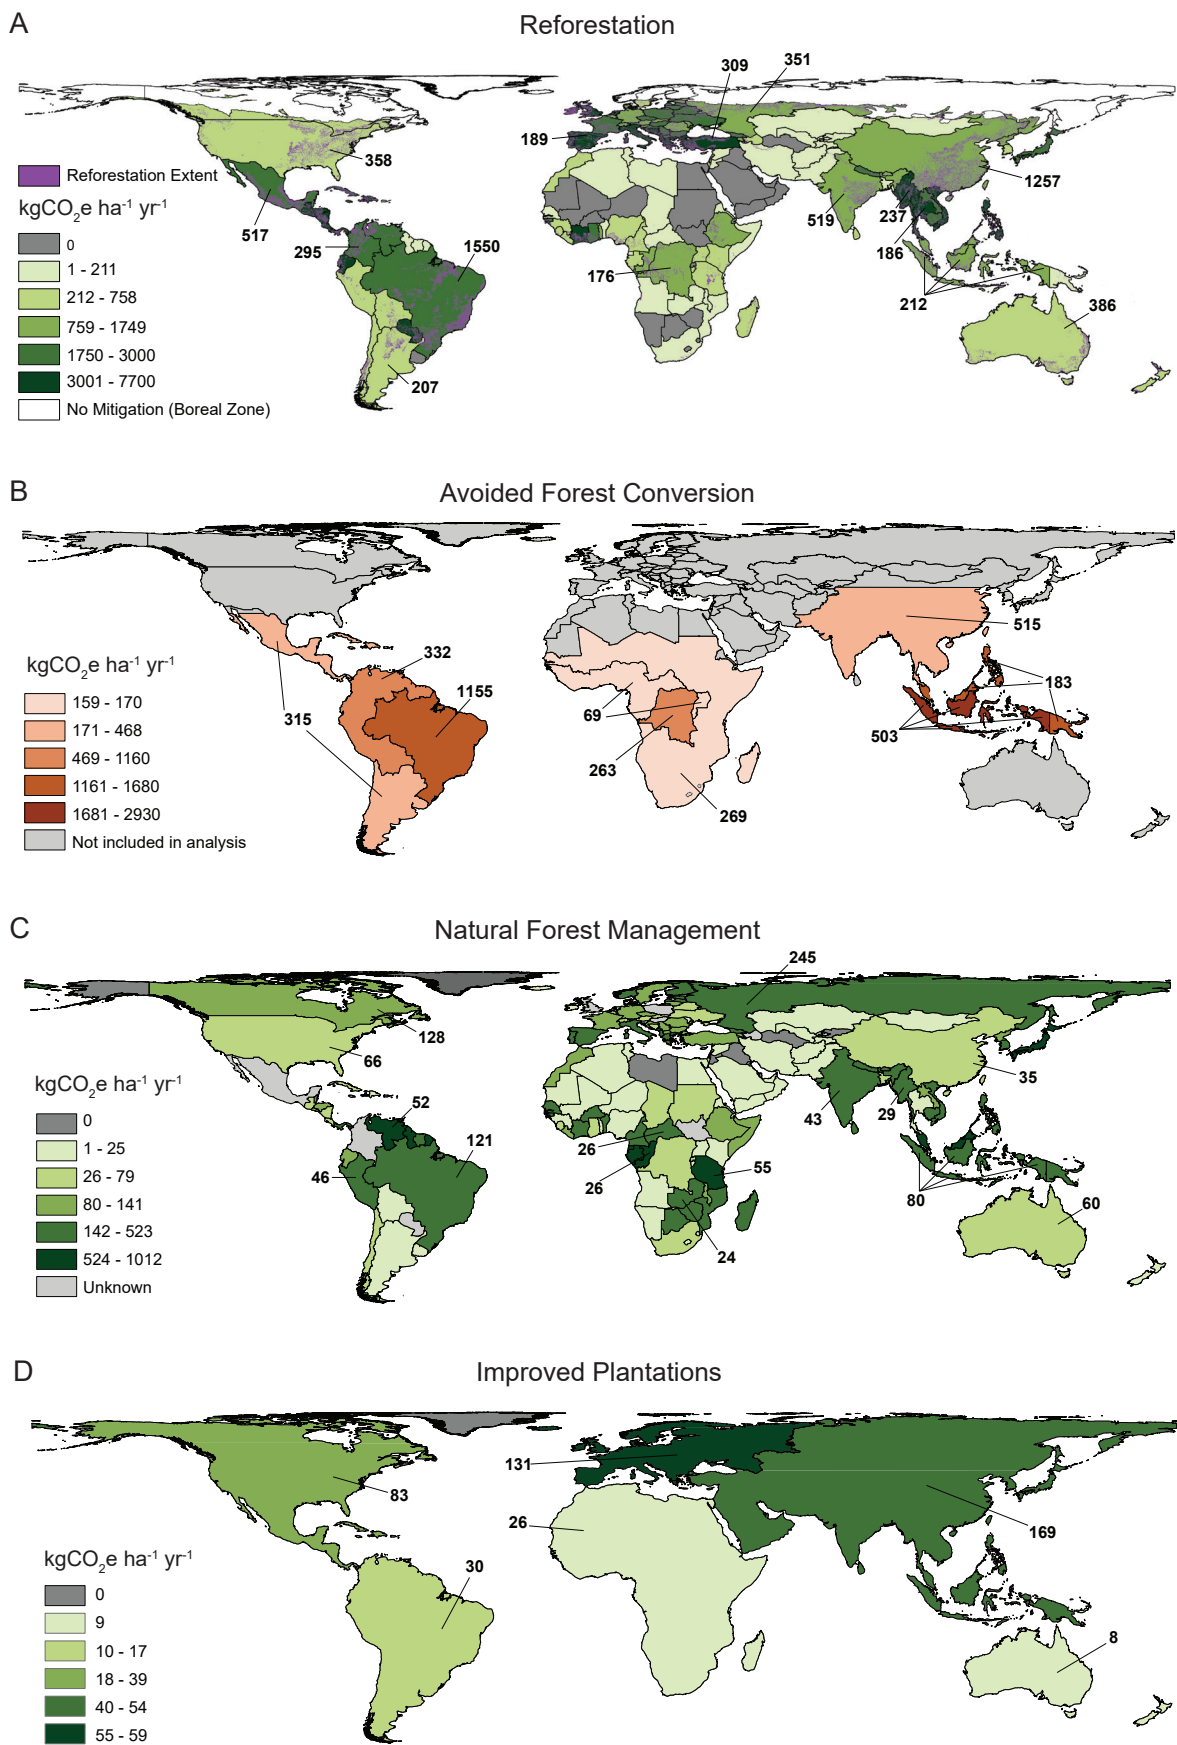 A
Reforestation
309
351
189
358
Reforestation Extent
kgCO2e ha-1 yr-1
0
1 - 211
212 - 758
759 - 1749
1750 - 3000
3001 - 7700
No Mitigation (Boreal Zone)
517
295
1550
207
176
519
237
186
1257
212
386
B
Avoided Forest Conversion
kgCO2e ha-1 yr-1
159 - 170
171 - 468
469 - 1160
1161 - 1680
1681 - 2930
Not included in analysis
332
1155
315
69
263
269
515
183
503
C
Natural Forest Management
245
128
66
kgCO2e ha-1 yr-1
0
1 - 25
26 - 79
80 - 141
142 - 523
524 - 1012
Unknown
52
121
46
26
26
55
24
43
29
35
80
60
D
Improved Plantations
131
83
26
169
kgCO2e ha-1 yr-1
0
9
10 - 17
18 - 39
40 - 54
55 - 59
30
8